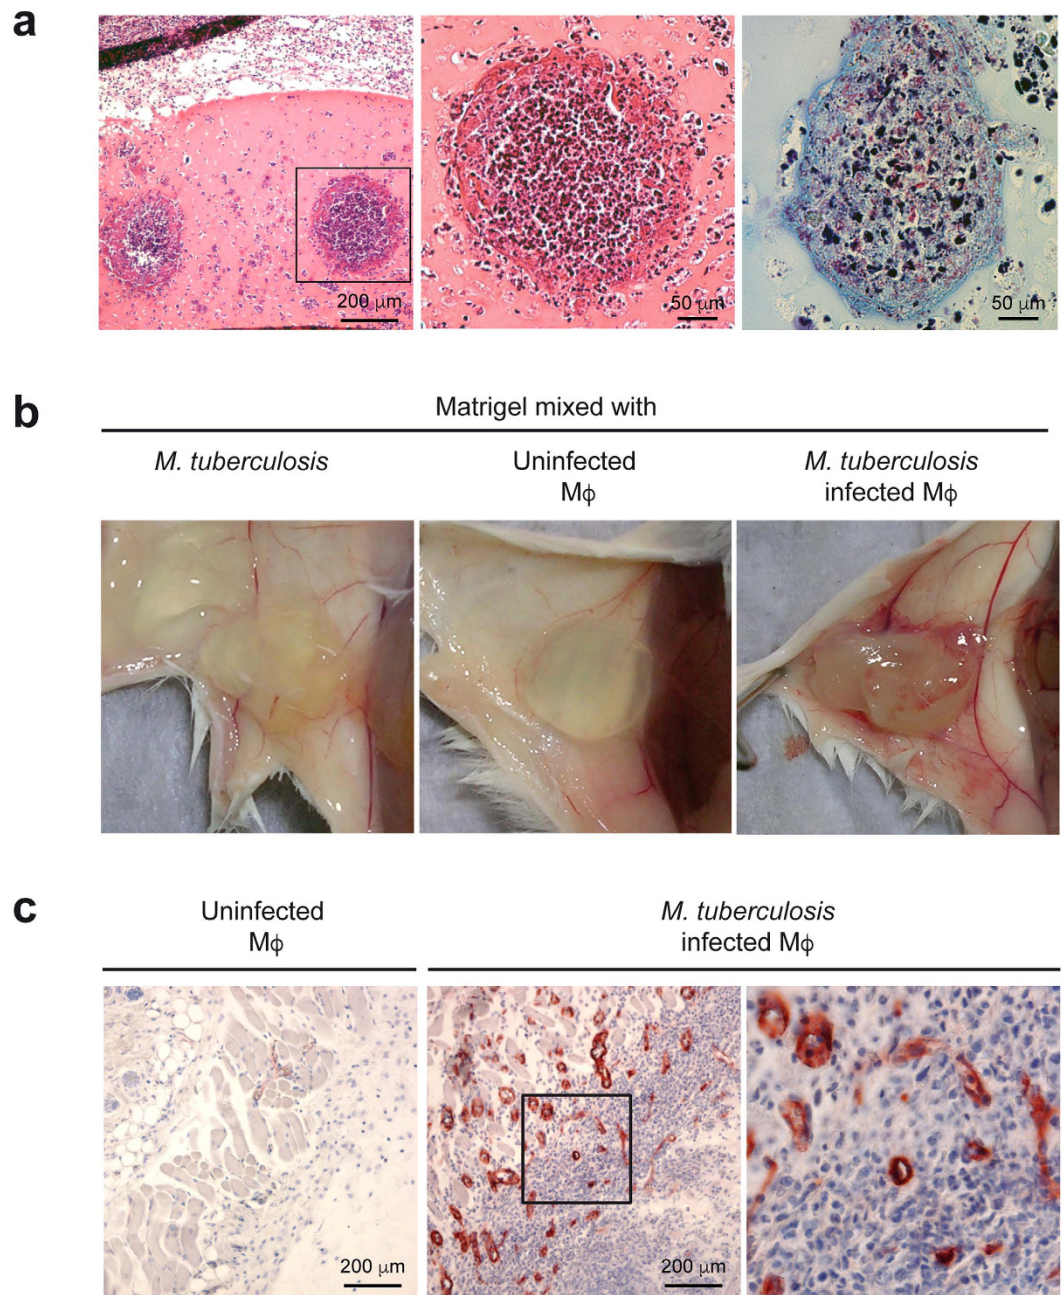 a
200 μm
50 μm
50 μm
b
Matrigel mixed with
M. tuberculosis
Uninfected
Mϕ
M. tuberculosis
infected Mϕ
c
Uninfected
Mϕ
M. tuberculosis
infected Mϕ
200 μm
200 μm